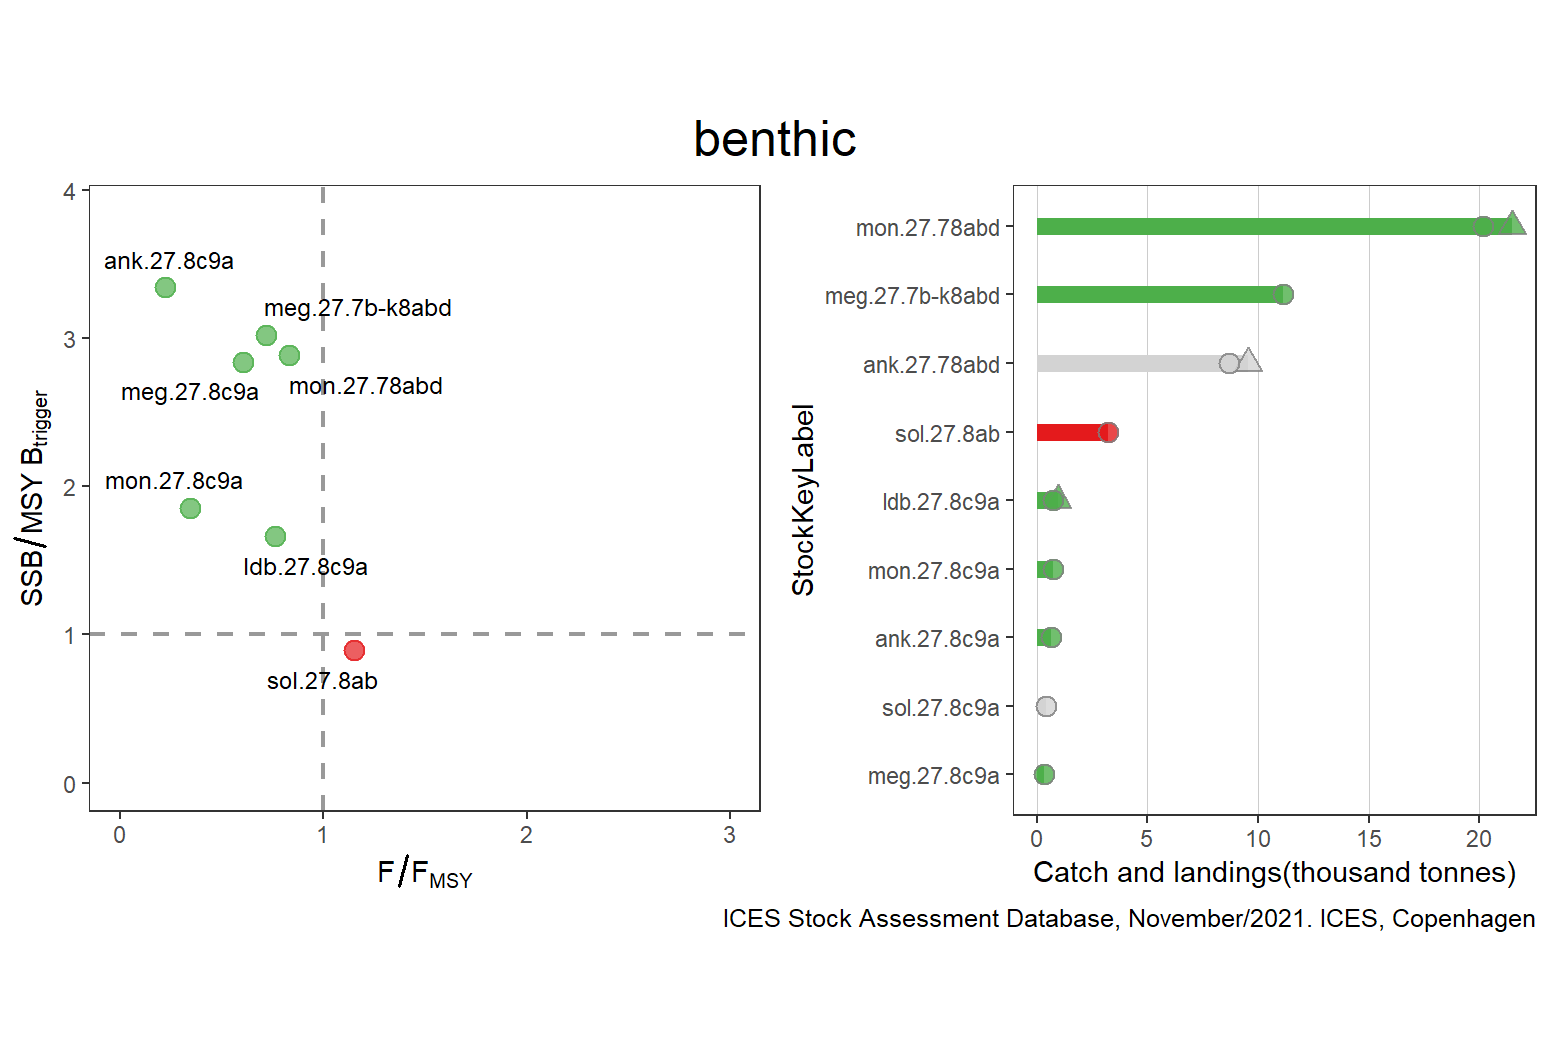 benthic
4
3
2
1
0
SSB/MSY Btrigger
ank.27.8c9a
meg.27.7b-k8abd
meg.27.8c9a
mon.27.78abd
mon.27.8c9a
ldb.27.8c9a
sol.27.8ab
0 1 2 3
F/FMSY
StockKeyLabel
mon.27.78abd
meg.27.7b-k8abd
ank.27.78abd
sol.27.8ab
ldb.27.8c9a
mon.27.8c9a
ank.27.8c9a
sol.27.8c9a
meg.27.8c9a
0 5 10 15 20
Catch and landings(thousand tonnes)
ICES Stock Assessment Database, November/2021. ICES, Copenhagen